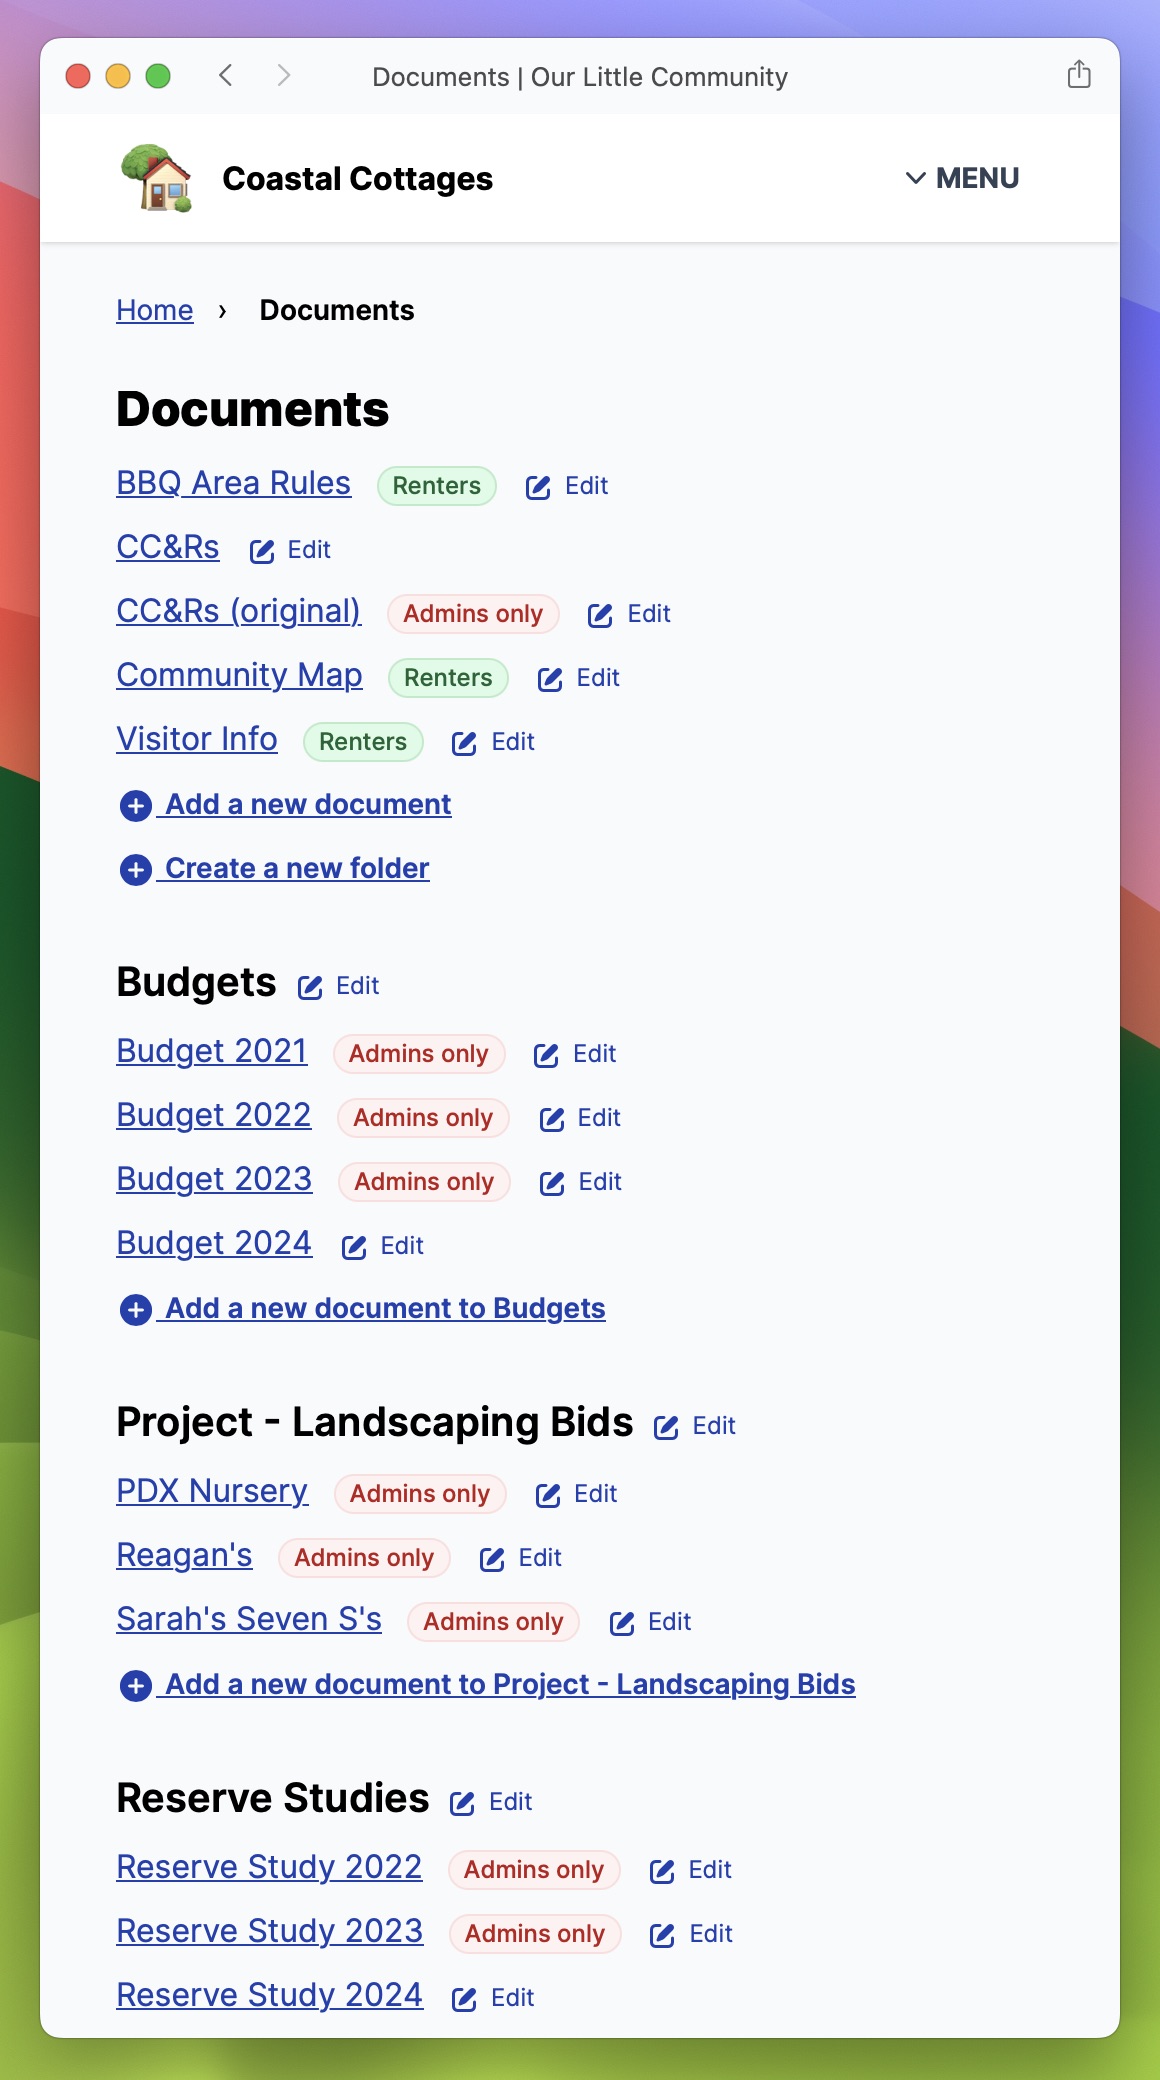 Documents | Our Little Community
Coastal Cottages
MENU
Home › Documents
Documents
BBQ Area Rules Renters Edit
CC&Rs Edit
CC&Rs (original) Admins only Edit
Community Map Renters Edit
Visitor Info Renters Edit
Add a new document
Create a new folder
Budgets Edit
Budget 2021 Admins only Edit
Budget 2022 Admins only Edit
Budget 2023 Admins only Edit
Budget 2024 Edit
Add a new document to Budgets
Project - Landscaping Bids Edit
PDX Nursery Admins only Edit
Reagan's Admins only Edit
Sarah's Seven S's Admins only Edit
Add a new document to Project - Landscaping Bids
Reserve Studies Edit
Reserve Study 2022 Admins only Edit
Reserve Study 2023 Admins only Edit
Reserve Study 2024 Edit